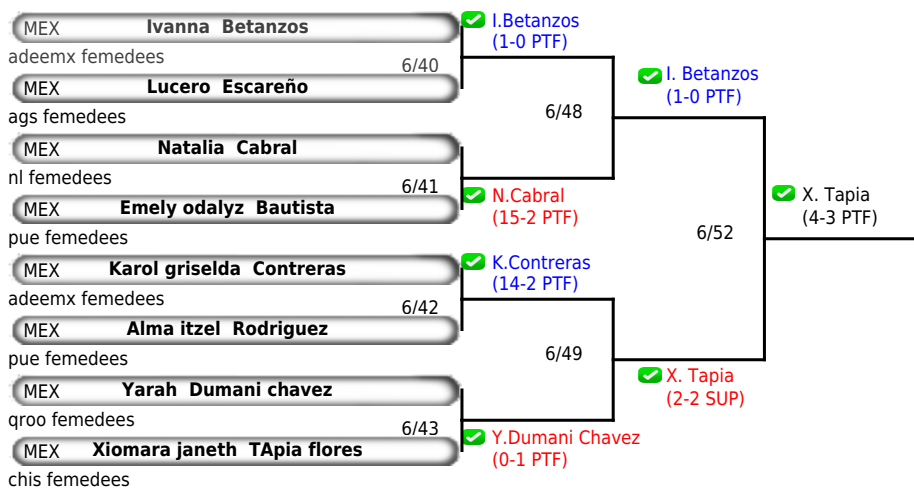 MEX Ivanna Betanzos
adeemx femedees
6/40
MEX Lucero Escareño
ags femedees
MEX Natalia Cabral
nl femedees
6/41
MEX Emely odalyz Bautista
pue femedees
MEX Karol griselda Contreras
adeemx femedees
6/42
MEX Alma itzel Rodriguez
pue femedees
MEX Yarah Dumani chavez
qroo femedees
6/43
MEX Xiomara janeth TApia flores
chis femedees
I.Betanzos
(1-0 PTF)
6/48
N.Cabral
(15-2 PTF)
K.Contreras
(14-2 PTF)
6/49
Y.Dumani Chavez
(0-1 PTF)
I. Betanzos
(1-0 PTF)
6/52
X. Tapia
(2-2 SUP)
X. Tapia
(4-3 PTF)